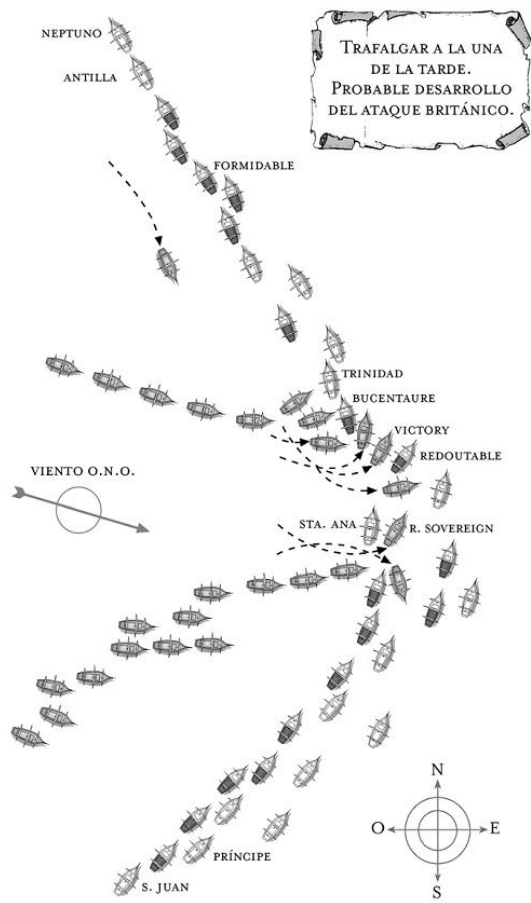 NEPTUNO
ANTILLA
TRAFALGAR A LA UNA
DE LA TARDE.
PROBABLE DESARROLLO
DEL ATAQUE BRITÁNICO.
FORMIDABLE
TRINIDAD
BUCENTAURE
VICTORY
REDOUTABLE
VIENTO O.N.O.
STA. ANA
R. SOVEREIGN
N
O
E
S
PRÍNCIPE
S. JUAN